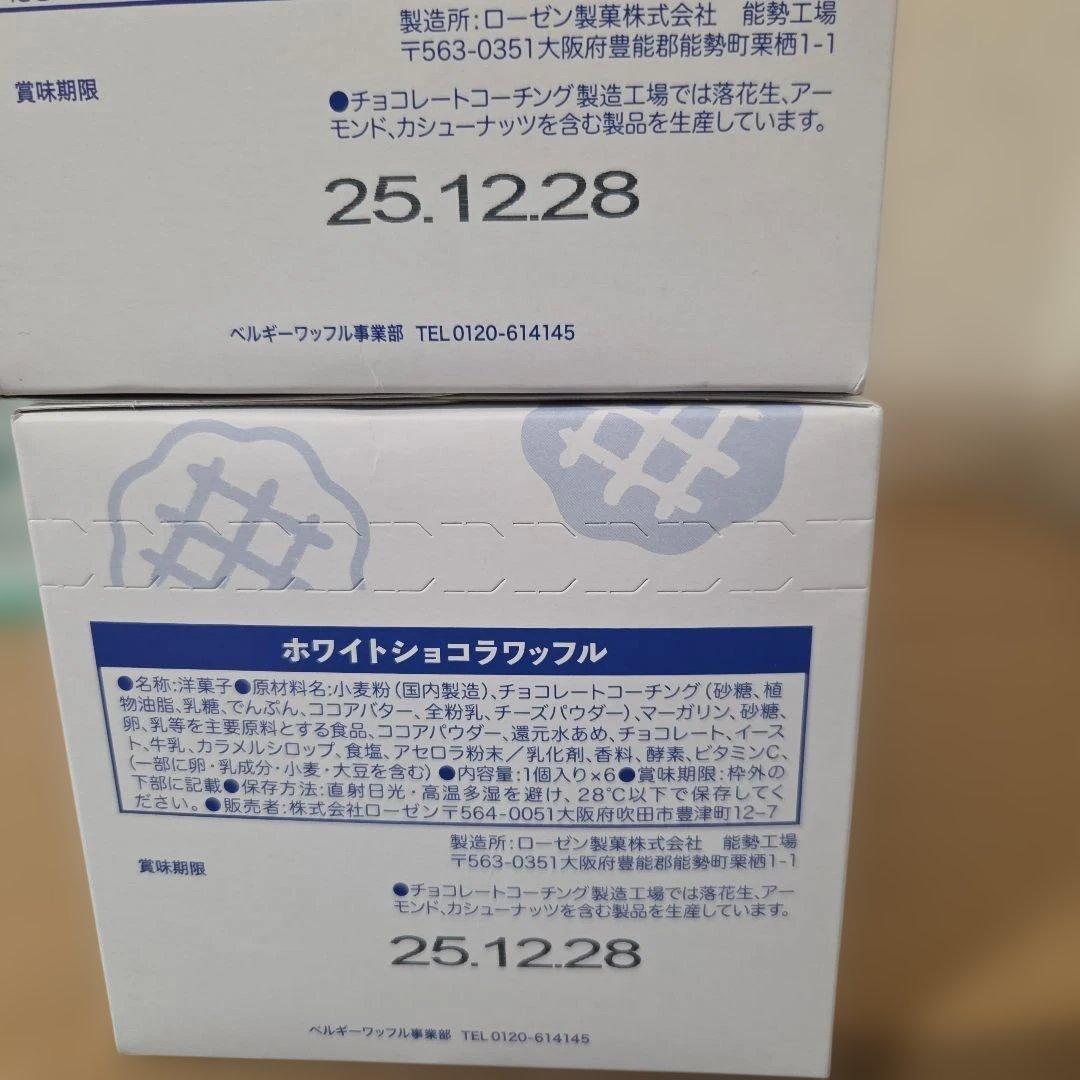 製造所:ローゼン製菓株式会社 能勢工場
〒563-0351大阪府豊能郡能勢町栗栖1-1
賞味期限
●チョコレートコーチング製造工場では落花生、アー
モンド、カシューナッツを含む製品を生産しています。
25.12.28
ベルギーワッフル事業部 TEL0120-614145
ホワイトショコラワッフル
●名称:洋菓子●原材料名:小麦粉(国内製造)、チョコレートコーチング(砂糖、植
物油脂、乳糖、でんぷん、ココアバター、全粉乳、チーズパウダー)、マーガリン、砂糖、
卵、乳等を主要原料とする食品、ココアパウダー、還元水あめ、チョコレート、イース
ト、牛乳、カラメルシロップ、食塩、アセロラ粉末/乳化剤、香料、酵素、ビタミンC、
(一部に卵・乳成分・小麦・大豆を含む)●内容量:1個入り×6●賞味期限:枠外の
下部に記載●保存方法:直射日光・高温多湿を避け、28℃以下で保存してく
ださい。●販売者:株式会社ローゼン〒564-0051大阪府吹田市豊津町12-7
製造所:ローゼン製菓株式会社 能勢工場
〒563-0351大阪府豊能郡能勢町栗栖1-1
賞味期限
●チョコレートコーチング製造工場では落花生、アー
モンド、カシューナッツを含む製品を生産しています。
25.12.28
ベルギーワッフル事業部 TEL0120-614145